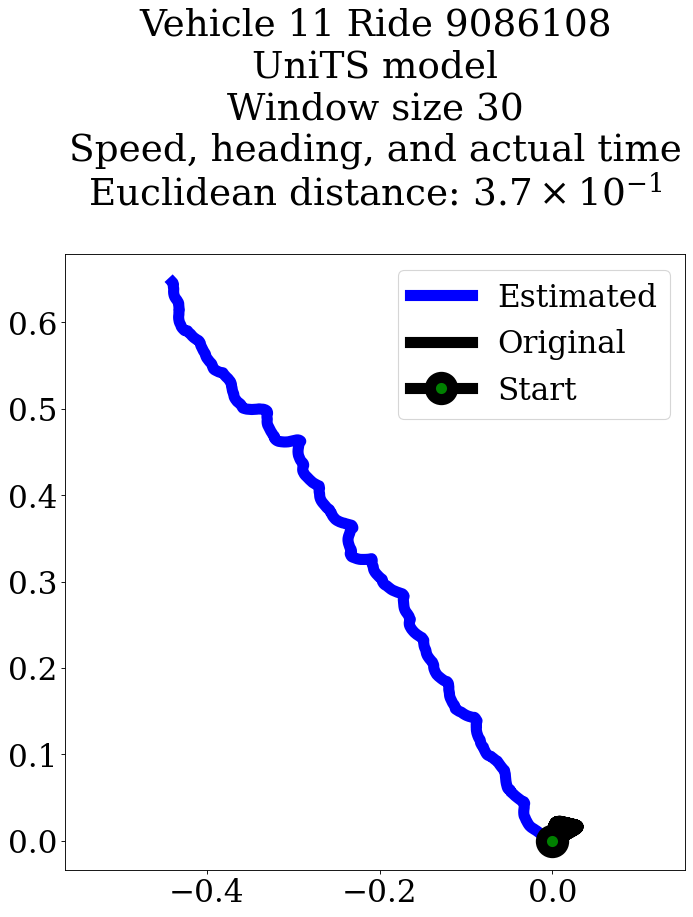 Vehicle 11 Ride 9086108
UniTS model
Window size 30
Speed, heading, and actual time
Euclidean distance: 3.7 × 10⁻¹
Estimated
Original
Start
0.6
0.5
0.4
0.3
0.2
0.1
0.0
−0.4
−0.2
0.0